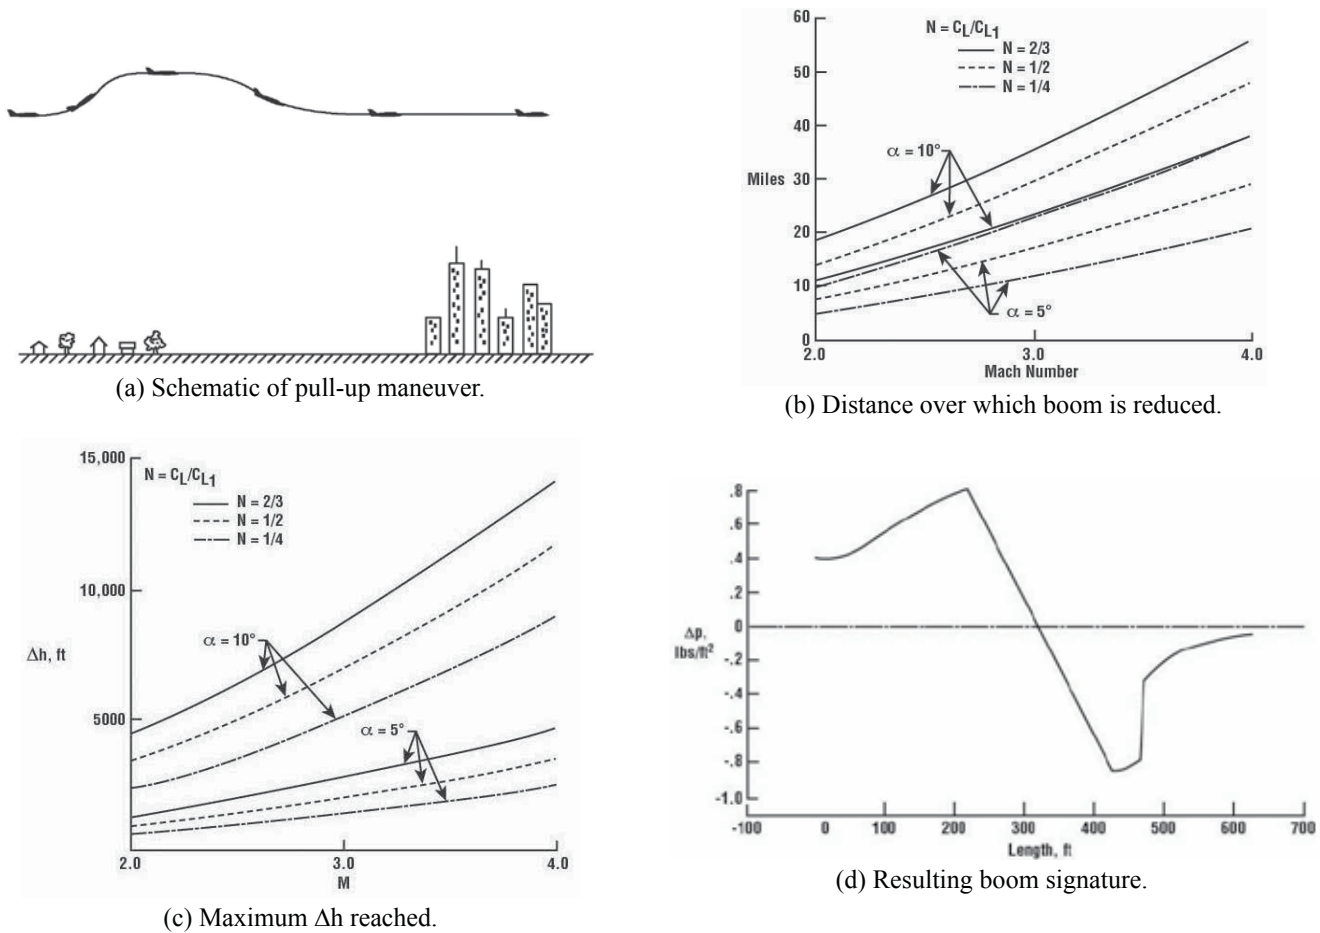 (a) Schematic of pull-up maneuver.
60
50
40
Miles 30
20
10
0
N = CL/CL1
N = 2/3
N = 1/2
N = 1/4
α = 10°
α = 5°
2.0
3.0
4.0
Mach Number
(b) Distance over which boom is reduced.
15,000
10,000
Δh, ft
5000
N = CL/CL1
N = 2/3
N = 1/2
N = 1/4
α = 10°
α = 5°
2.0
3.0
4.0
M
(c) Maximum Δh reached.
.8
.6
.4
.2
0
Δp,
lbs/ft²
-.2
-.4
-.6
-.8
-1.0
-100
0
100
200
300
400
500
600
700
Length, ft
(d) Resulting boom signature.